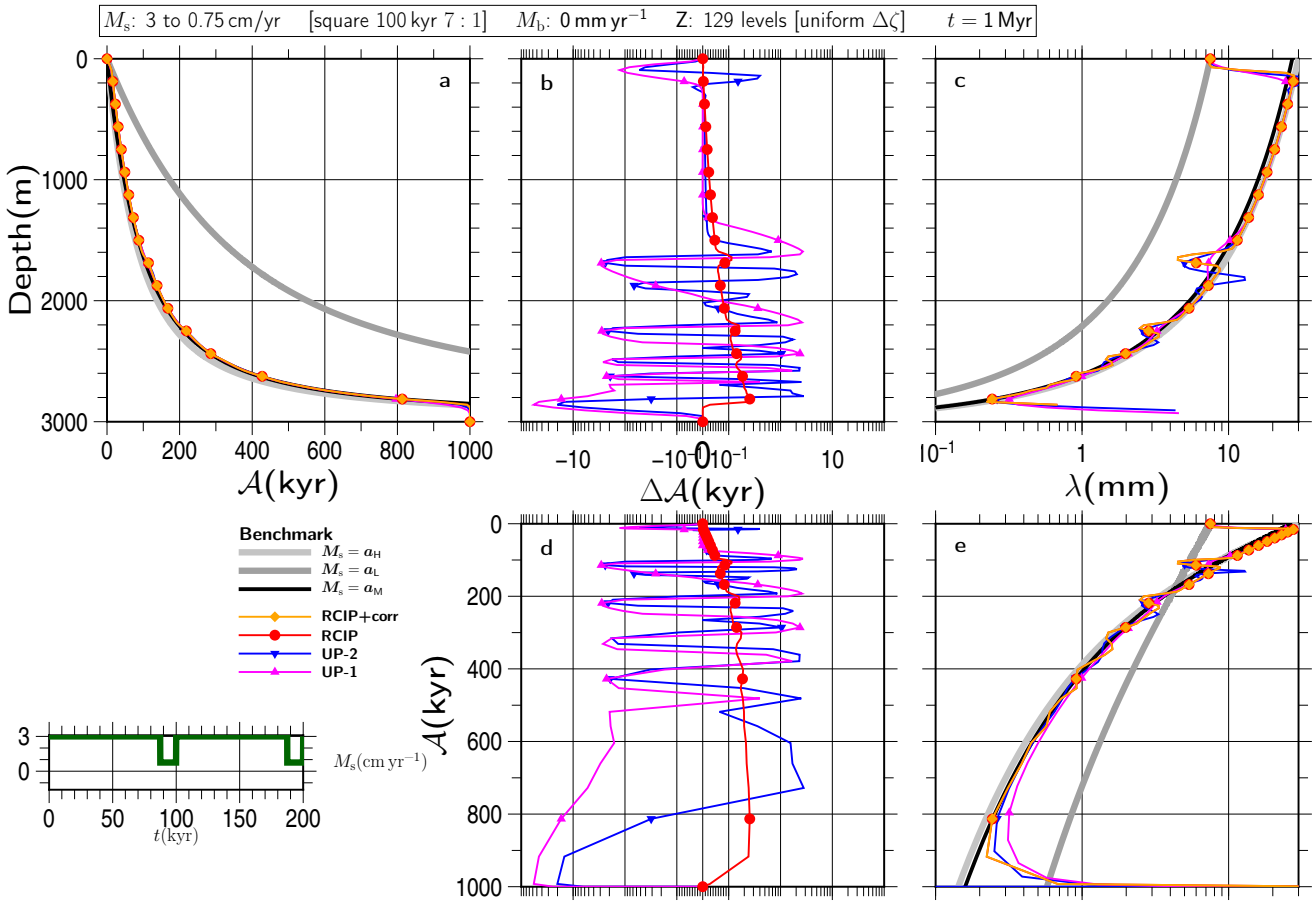 Mₛ: 3 to 0.75 cm/yr [square 100 kyr 7 : 1] M_b: 0 mm yr⁻¹ Z: 129 levels [uniform Δζ] t = 1 Myr
a
b
c
0
1000
2000
3000
Depth(m)
0 200 400 600 800 1000
𝒜(kyr)
−10 −10⁻¹ 0 10⁻¹ 10
Δ𝒜(kyr)
10⁻¹ 1 10
λ(mm)
Benchmark
Mₛ = a_H
Mₛ = a_L
Mₛ = a_M
RCIP+corr
RCIP
UP-2
UP-1
d
e
0
200
400
600
800
1000
𝒜(kyr)
3
0
Mₛ(cm yr⁻¹)
0 50 100 150 200
t(kyr)